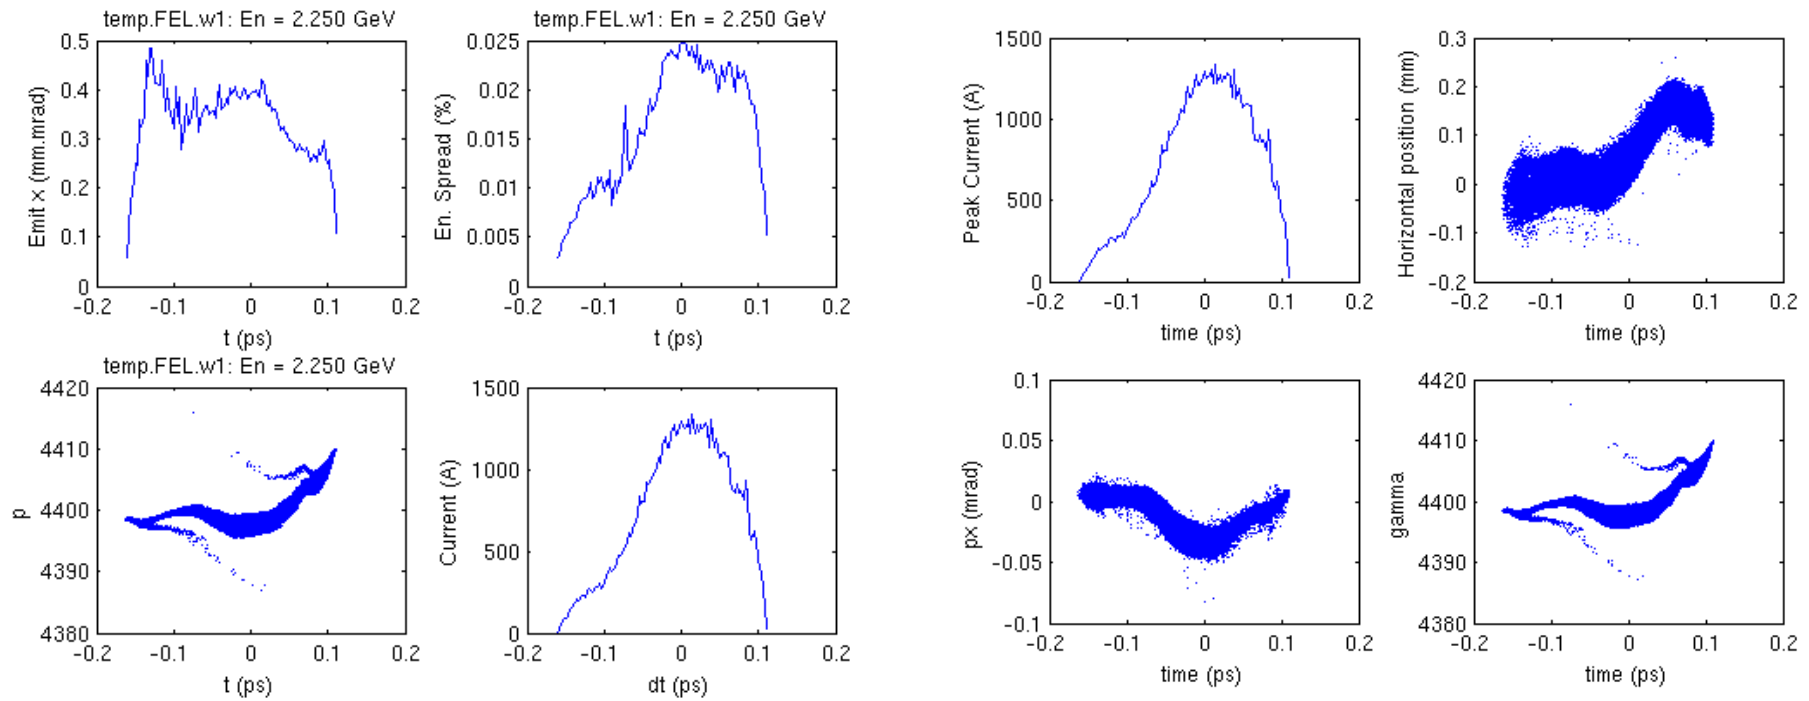 temp.FEL.w1: En = 2.250 GeV
0.5
0.4
0.3
0.2
0.1
0
Emit x (mm.mrad)
-0.2 -0.1 0 0.1 0.2
t (ps)
temp.FEL.w1: En = 2.250 GeV
0.025
0.02
0.015
0.01
0.005
0
En. Spread (%)
-0.2 -0.1 0 0.1 0.2
t (ps)
1500
1000
500
0
Peak Current (A)
-0.2 -0.1 0 0.1 0.2
time (ps)
0.3
0.2
0.1
0
-0.1
-0.2
Horizontal position (mm)
-0.2 -0.1 0 0.1 0.2
time (ps)
temp.FEL.w1: En = 2.250 GeV
4420
4410
4400
4390
4380
p
-0.2 -0.1 0 0.1 0.2
t (ps)
1500
1000
500
0
Current (A)
-0.2 -0.1 0 0.1 0.2
dt (ps)
0.1
0.05
0
-0.05
-0.1
px (mrad)
-0.2 -0.1 0 0.1 0.2
time (ps)
4420
4410
4400
4390
4380
gamma
-0.2 -0.1 0 0.1 0.2
time (ps)